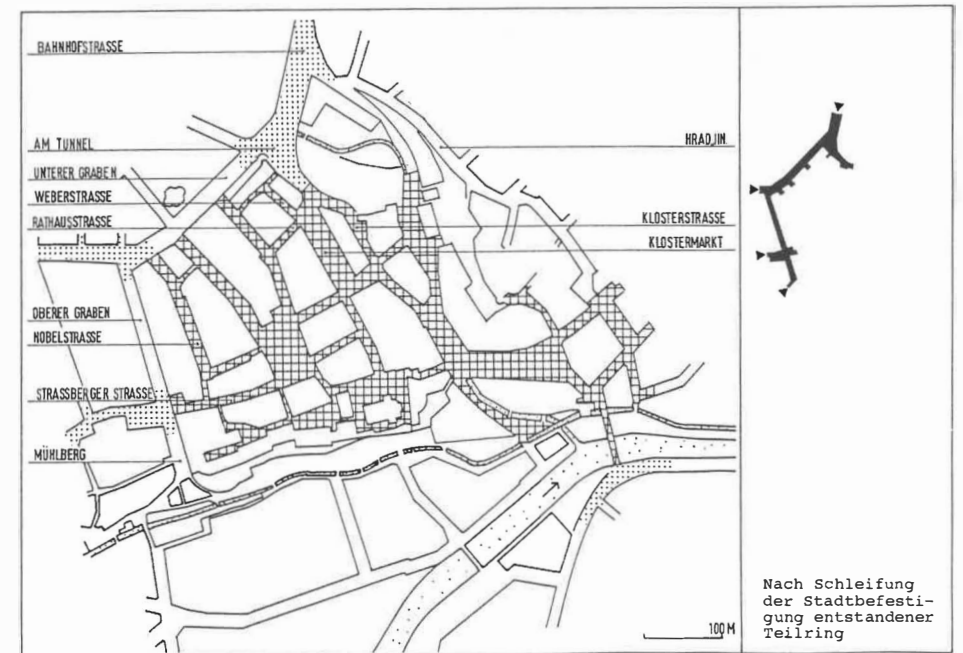 BAHNHOFSTRASSE
AM TUNNEL
UNTERER GRABEN
WEBERSTRASSE
RATHAUSSTRASSE
OBERER GRABEN
NOBELSTRASSE
STRASSBERGER STRASSE
MÜHLBERG
HRADJIN
KLOSTERSTRASSE
KLOSTERMARKT
100 M
Nach Schleifung
der Stadtbefesti-
gung entstandener
Teilring